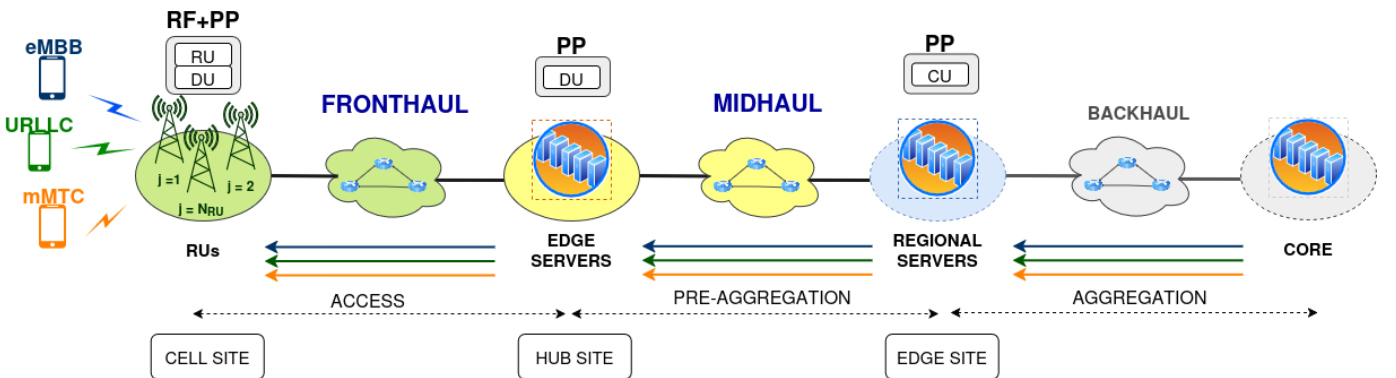 RF+PP
eMBB
RU
DU
PP
DU
PP
CU
FRONTHAUL
MIDHAUL
BACKHAUL
URLLC
j =1
j = 2
j = NRU
mMTC
RUs
EDGE
SERVERS
REGIONAL
SERVERS
CORE
ACCESS
PRE-AGGREGATION
AGGREGATION
CELL SITE
HUB SITE
EDGE SITE